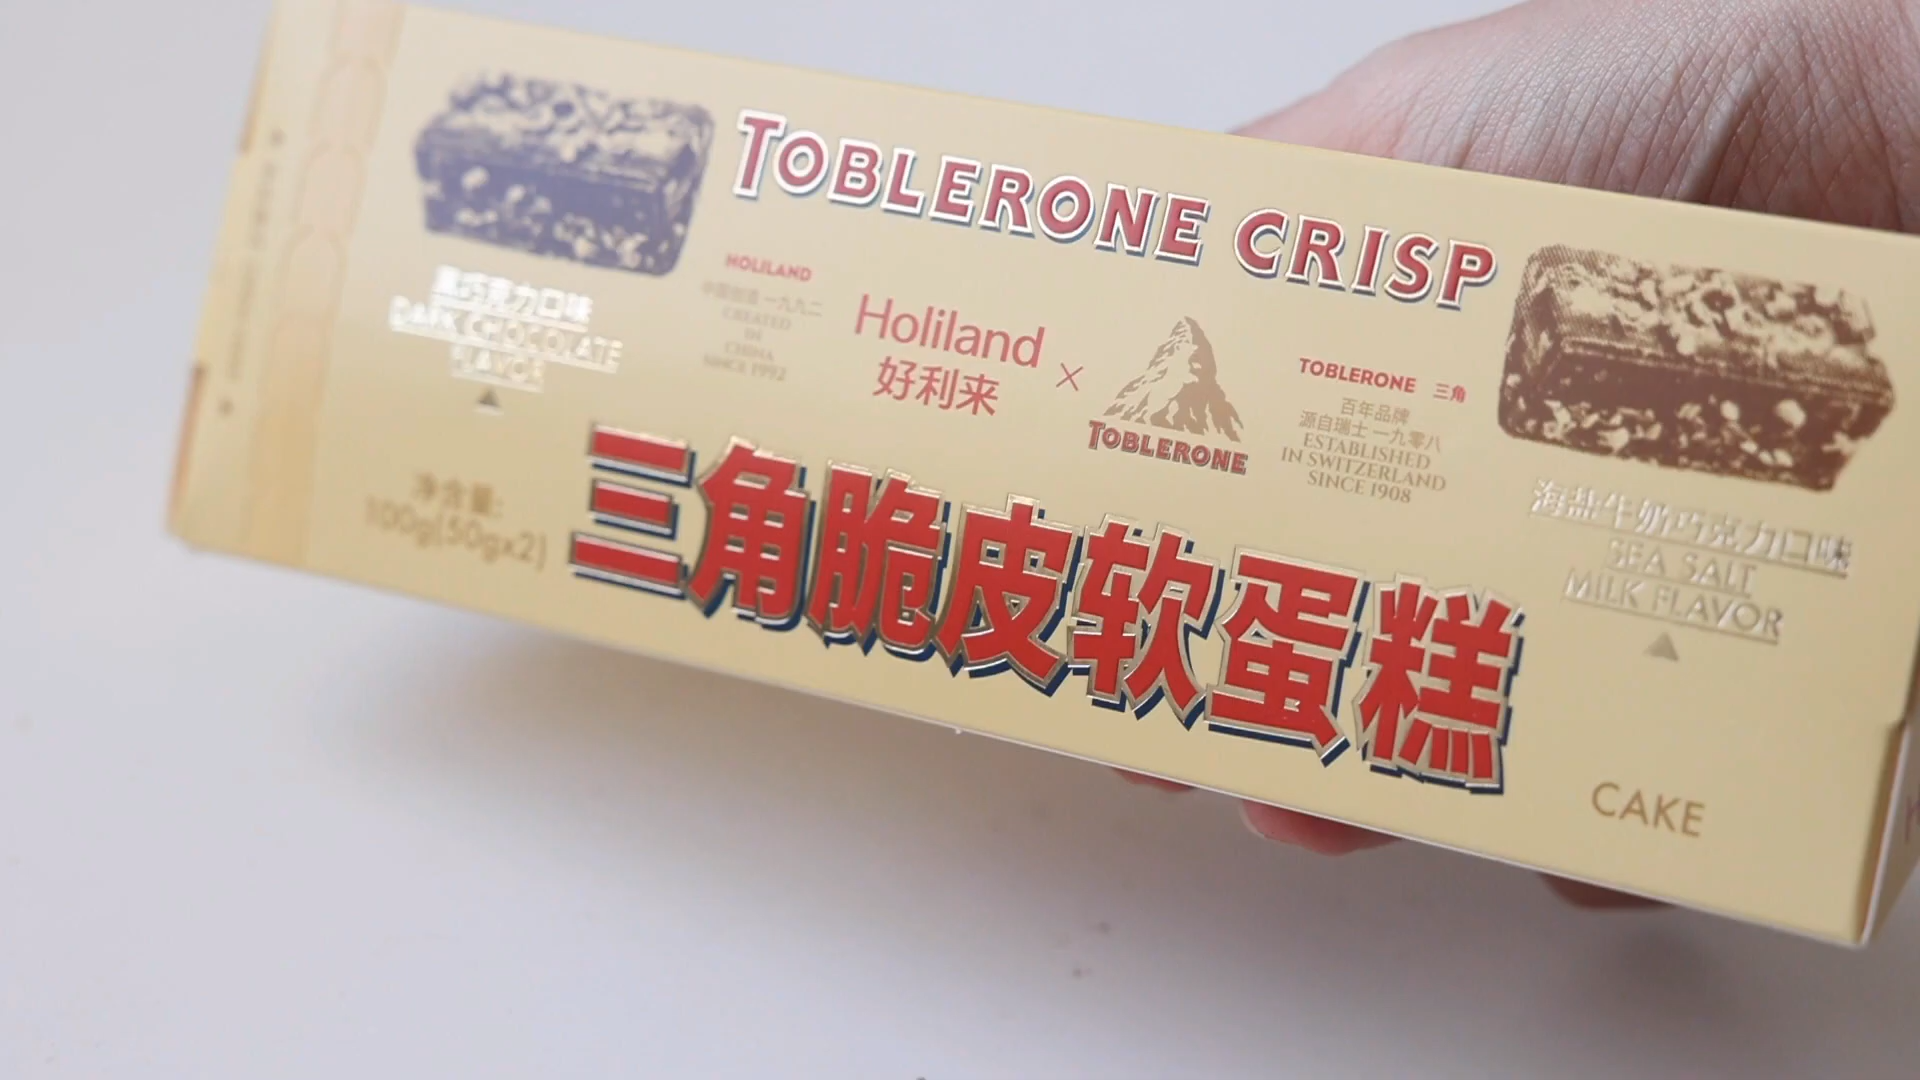 TOBLERONE CRISP
黑巧克力口味
DARK CHOCOLATE
FLAVOR
HOLILAND
中国创造 一九九二
CREATED
IN
CHINA
SINCE 1992
Holiland
好利来
×
TOBLERONE
TOBLERONE 三角
百年品牌
源自瑞士 一九零八
ESTABLISHED
IN SWITZERLAND
SINCE 1908
海盐牛奶巧克力口味
SEA SALT
MILK FLAVOR
净含量:
100g(50gx2)
三角脆皮软蛋糕
CAKE